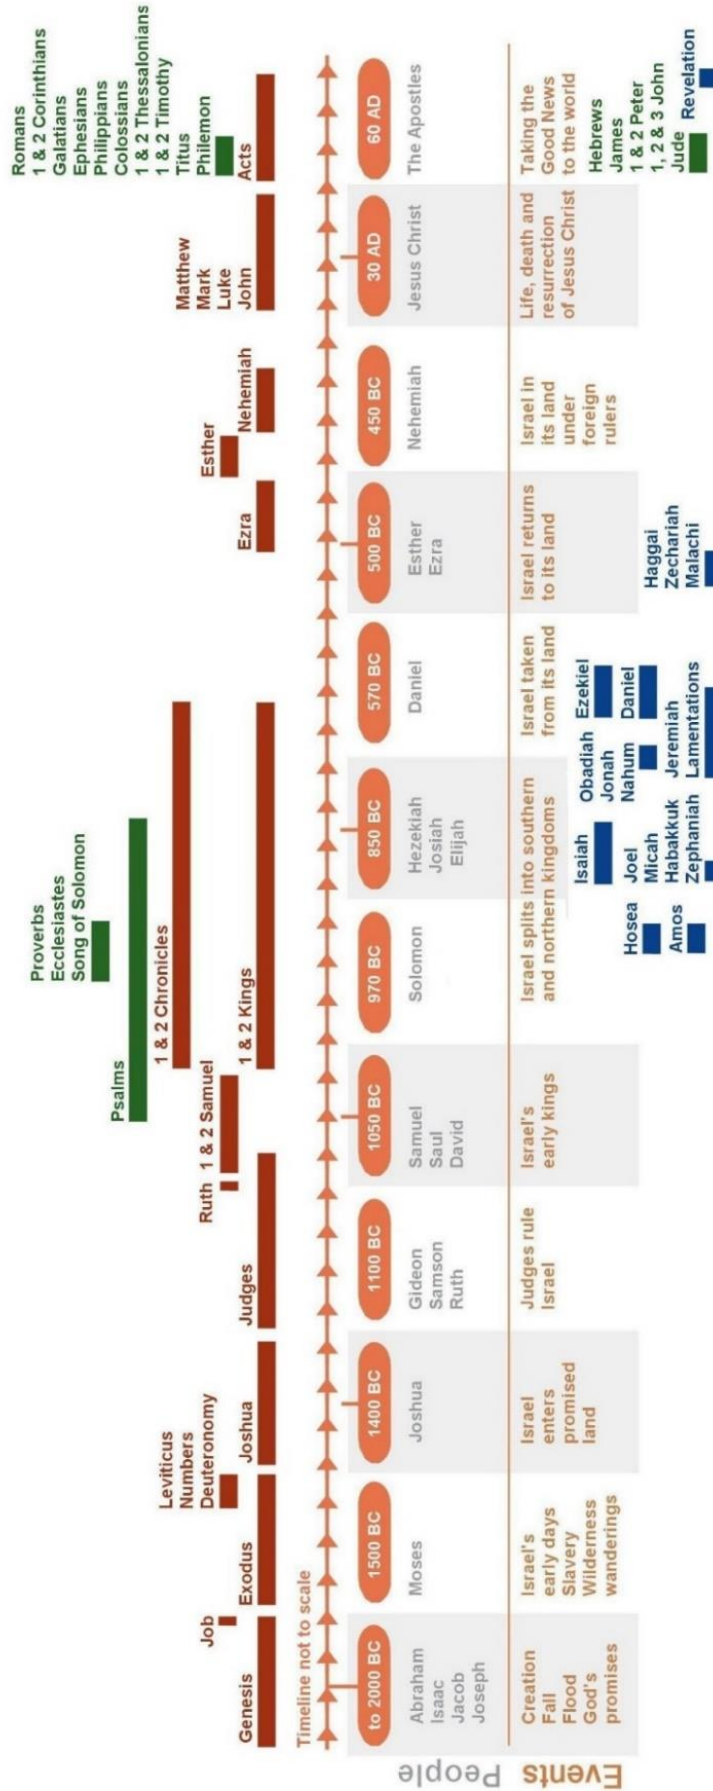 Proverbs
Ecclesiastes
Song of Solomon
Romans
1 & 2 Corinthians
Galatians
Ephesians
Philippians
Colossians
1 & 2 Thessalonians
1 & 2 Timothy
Titus
Philemon
Psalms
1 & 2 Chronicles
Leviticus
Numbers
Deuteronomy
Matthew
Mark
Luke
John
Job
Ruth
1 & 2 Samuel
Esther
Genesis
Exodus
Joshua
Judges
1 & 2 Kings
Ezra
Nehemiah
Acts
Timeline not to scale
to 2000 BC
1500 BC
1400 BC
1100 BC
1050 BC
970 BC
850 BC
570 BC
500 BC
450 BC
30 AD
60 AD
People
Abraham
Isaac
Jacob
Joseph
Moses
Joshua
Gideon
Samson
Ruth
Samuel
Saul
David
Solomon
Hezekiah
Josiah
Elijah
Daniel
Esther
Ezra
Nehemiah
Jesus Christ
The Apostles
Events
Creation
Fall
Flood
God's
promises
Israel's
early days
Slavery
Wilderness
wanderings
Israel
enters
promised
land
Judges rule
Israel
Israel's
early kings
Israel splits into southern
and northern kingdoms
Israel taken
from its land
Israel returns
to its land
Israel in
its land
under
foreign
rulers
Life, death and
resurrection
of Jesus Christ
Taking the
Good News
to the world
Hosea
Amos
Isaiah
Joel
Micah
Habakkuk
Zephaniah
Obadiah
Jonah
Nahum
Jeremiah
Lamentations
Ezekiel
Daniel
Haggai
Zechariah
Malachi
Hebrews
James
1 & 2 Peter
1, 2 & 3 John
Jude
Revelation